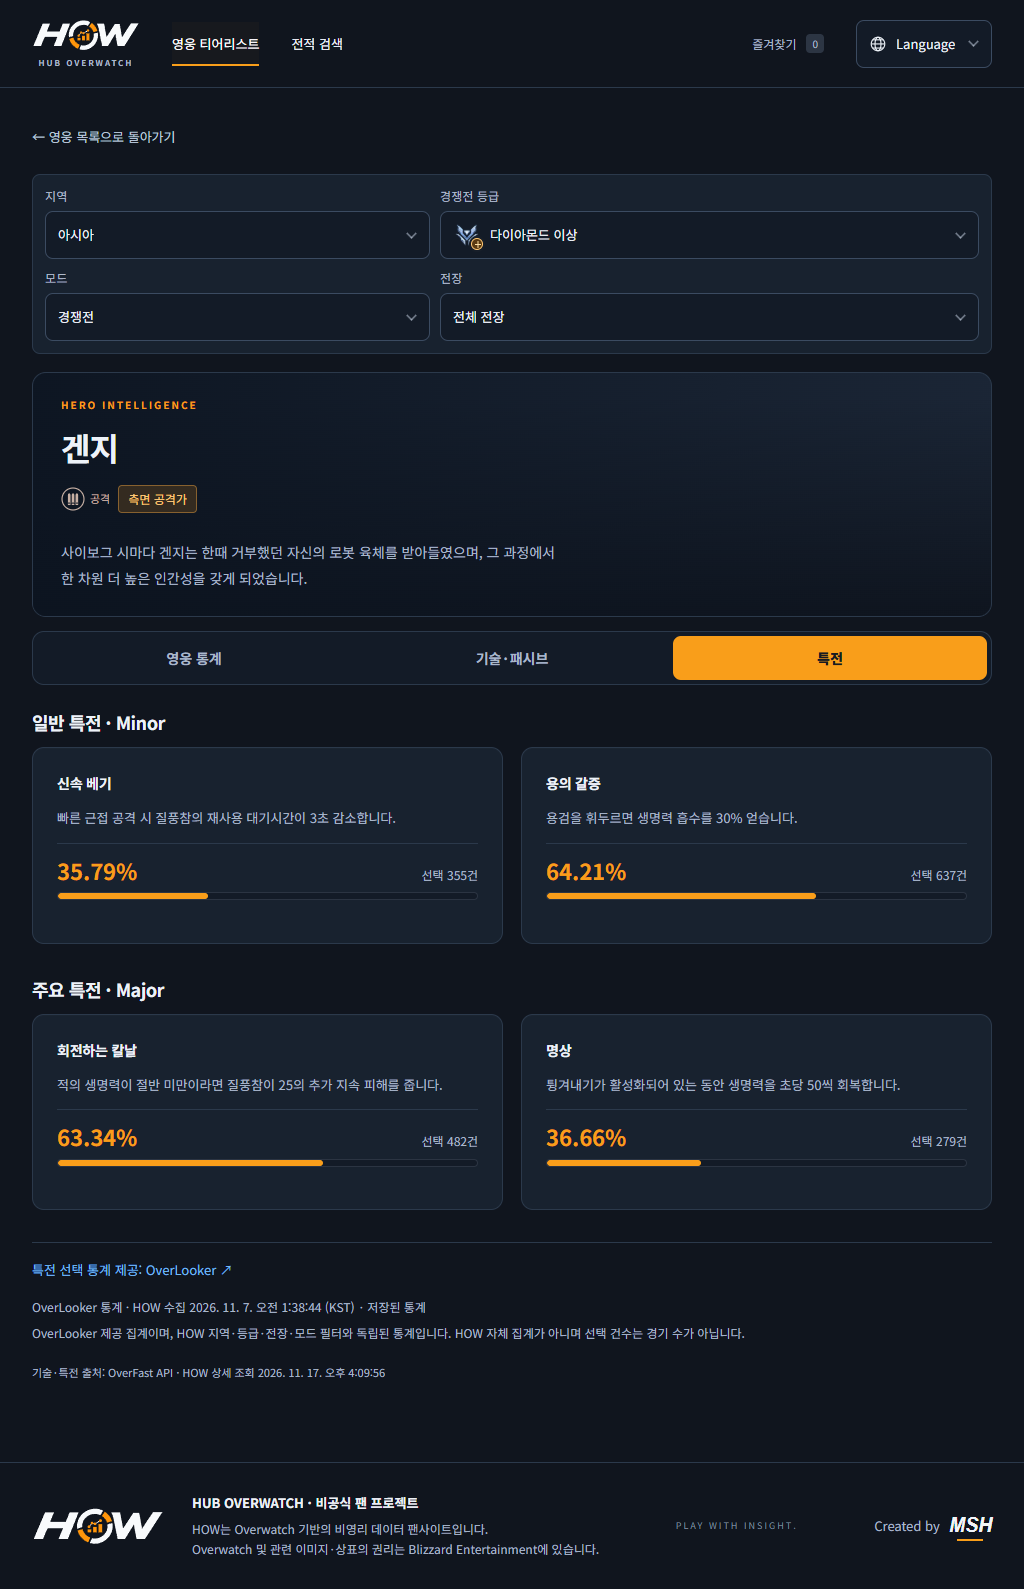 HOW
HUB OVERWATCH
영웅 티어리스트
전적 검색
즐겨찾기 0
Language
← 영웅 목록으로 돌아가기
지역
경쟁전 등급
아시아
다이아몬드 이상
모드
전장
경쟁전
전체 전장
HERO INTELLIGENCE
겐지
공격
측면 공격가
사이보그 시마다 겐지는 한때 거부했던 자신의 로봇 육체를 받아들였으며, 그 과정에서
한 차원 더 높은 인간성을 갖게 되었습니다.
영웅 통계
기술·패시브
특전
일반 특전 · Minor
신속 베기
빠른 근접 공격 시 질풍참의 재사용 대기시간이 3초 감소합니다.
35.79%
선택 355건
용의 갈증
용검을 휘두르면 생명력 흡수를 30% 얻습니다.
64.21%
선택 637건
주요 특전 · Major
회전하는 칼날
적의 생명력이 절반 미만이라면 질풍참이 25의 추가 지속 피해를 줍니다.
63.34%
선택 482건
명상
튕겨내기가 활성화되어 있는 동안 생명력을 초당 50씩 회복합니다.
36.66%
선택 279건
특전 선택 통계 제공: OverLooker ↗
OverLooker 통계 · HOW 수집 2026. 11. 7. 오전 1:38:44 (KST) · 저장된 통계
OverLooker 제공 집계이며, HOW 지역·등급·전장·모드 필터와 독립된 통계입니다. HOW 자체 집계가 아니며 선택 건수는 경기 수가 아닙니다.
기술·특전 출처: OverFast API · HOW 상세 조회 2026. 11. 17. 오후 4:09:56
HOW
HUB OVERWATCH · 비공식 팬 프로젝트
HOW는 Overwatch 기반의 비영리 데이터 팬사이트입니다.
Overwatch 및 관련 이미지·상표의 권리는 Blizzard Entertainment에 있습니다.
PLAY WITH INSIGHT.
Created by MSH